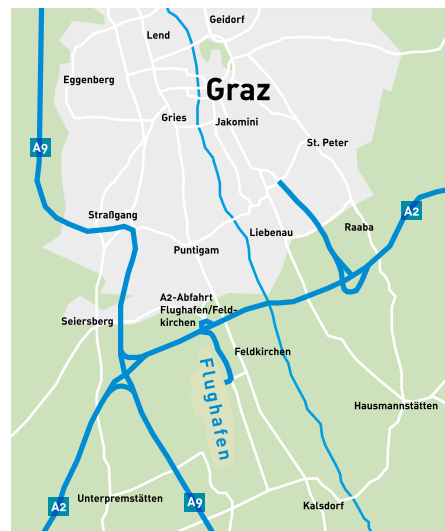 Geidorf
Lend
Eggenberg
Graz
Gries
Jakomini
A9
St. Peter
A2
Straßgang
Raaba
Liebenau
Puntigam
A2-Abfahrt
Flughafen/Feld-
kirchen
Seiersberg
Feldkirchen
Flughafen
Hausmannstätten
Unterpremstätten
A2
A9
Kalsdorf